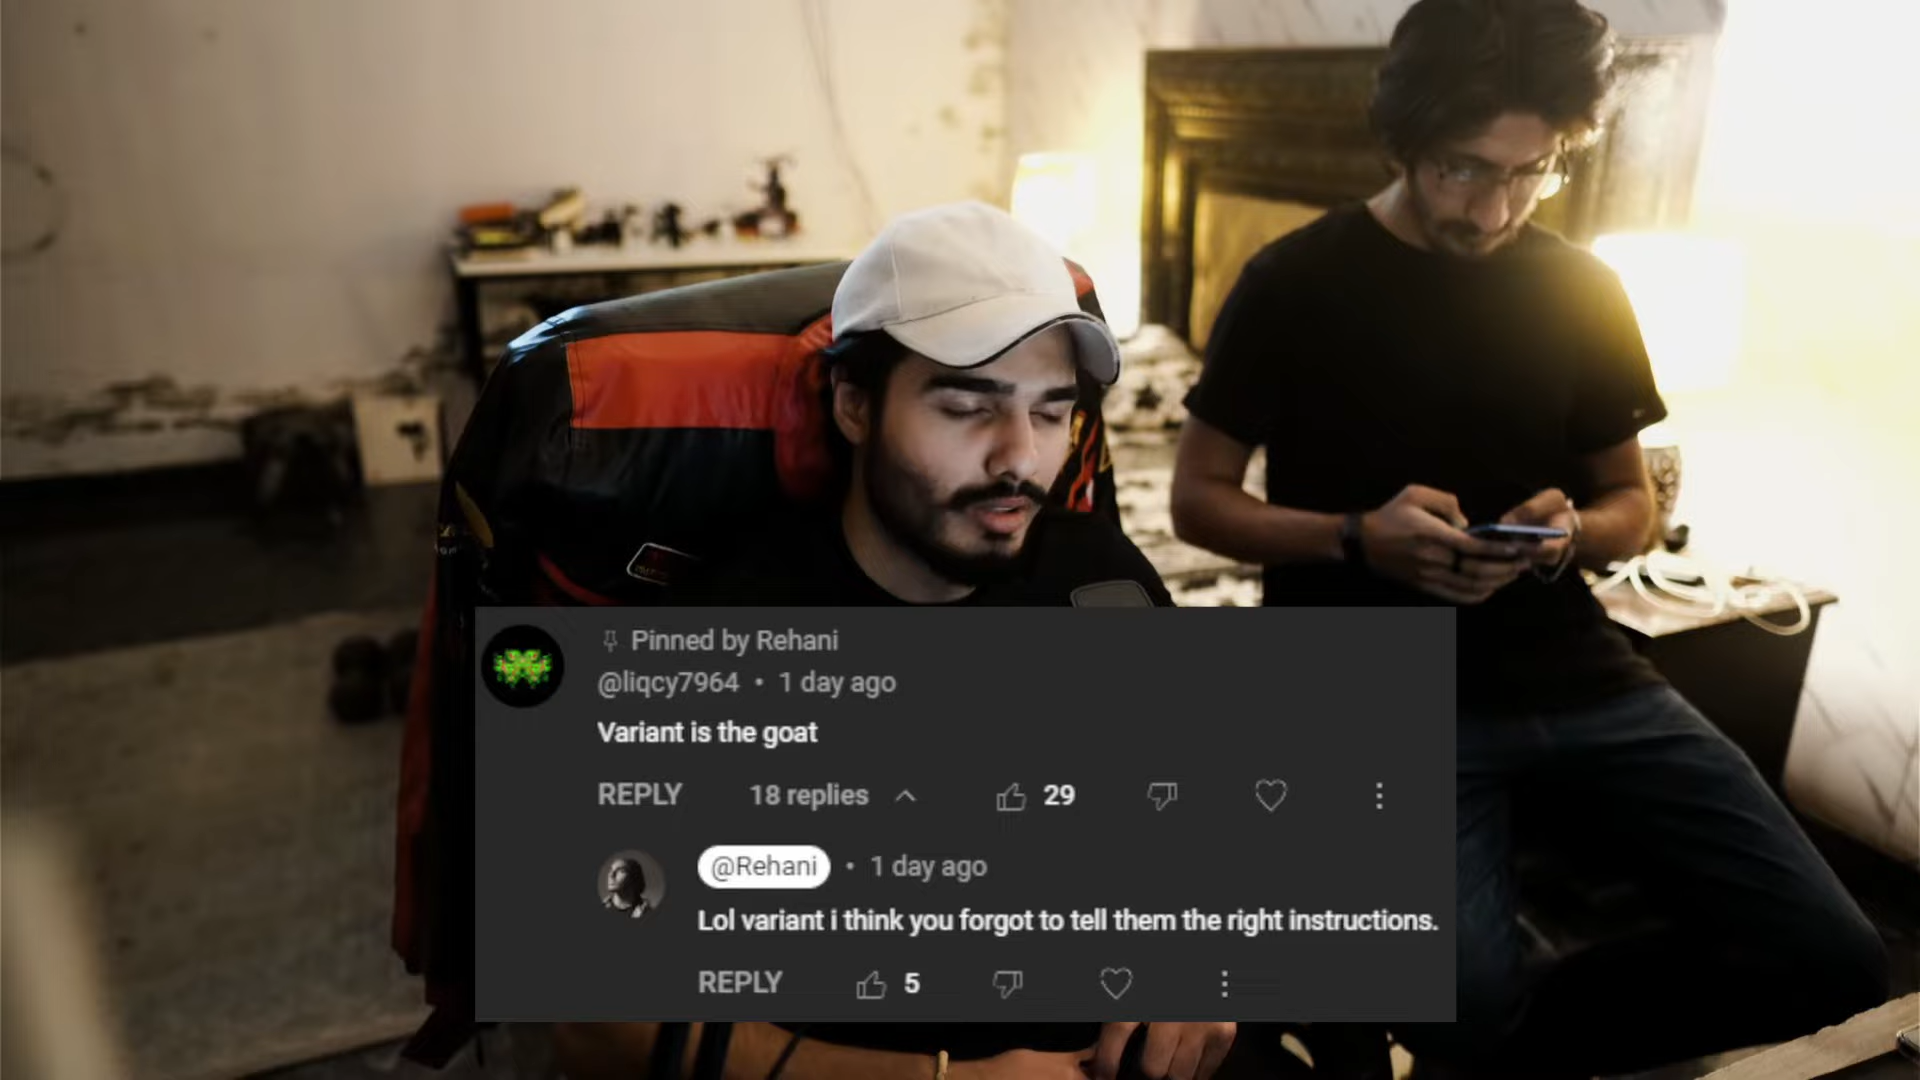 Pinned by Rehani
@liqcy7964 • 1 day ago
Variant is the goat
REPLY 18 replies 29
@Rehani • 1 day ago
Lol variant i think you forgot to tell them the right instructions.
REPLY 5